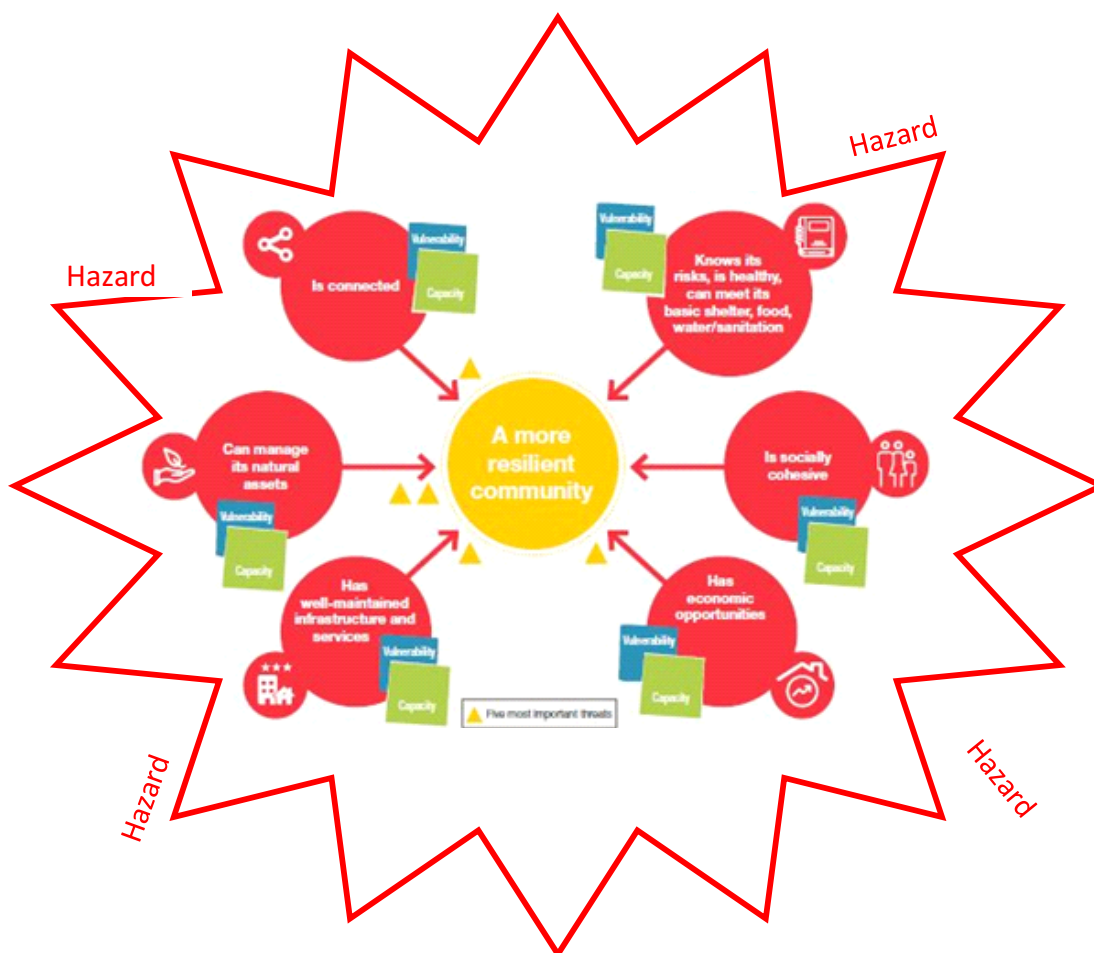 Hazard
Hazard
Vulnerability
Capacity
Is connected
Vulnerability
Capacity
Knows its
risks, is healthy,
can meet its
basic shelter, food,
water/sanitation
Can manage
its natural
assets
Vulnerability
Capacity
A more
resilient
community
Is socially
cohesive
Vulnerability
Capacity
Has
well-maintained
infrastructure and
services
Vulnerability
Capacity
Has
economic
opportunities
Vulnerability
Capacity
Five most important threats
Hazard
Hazard